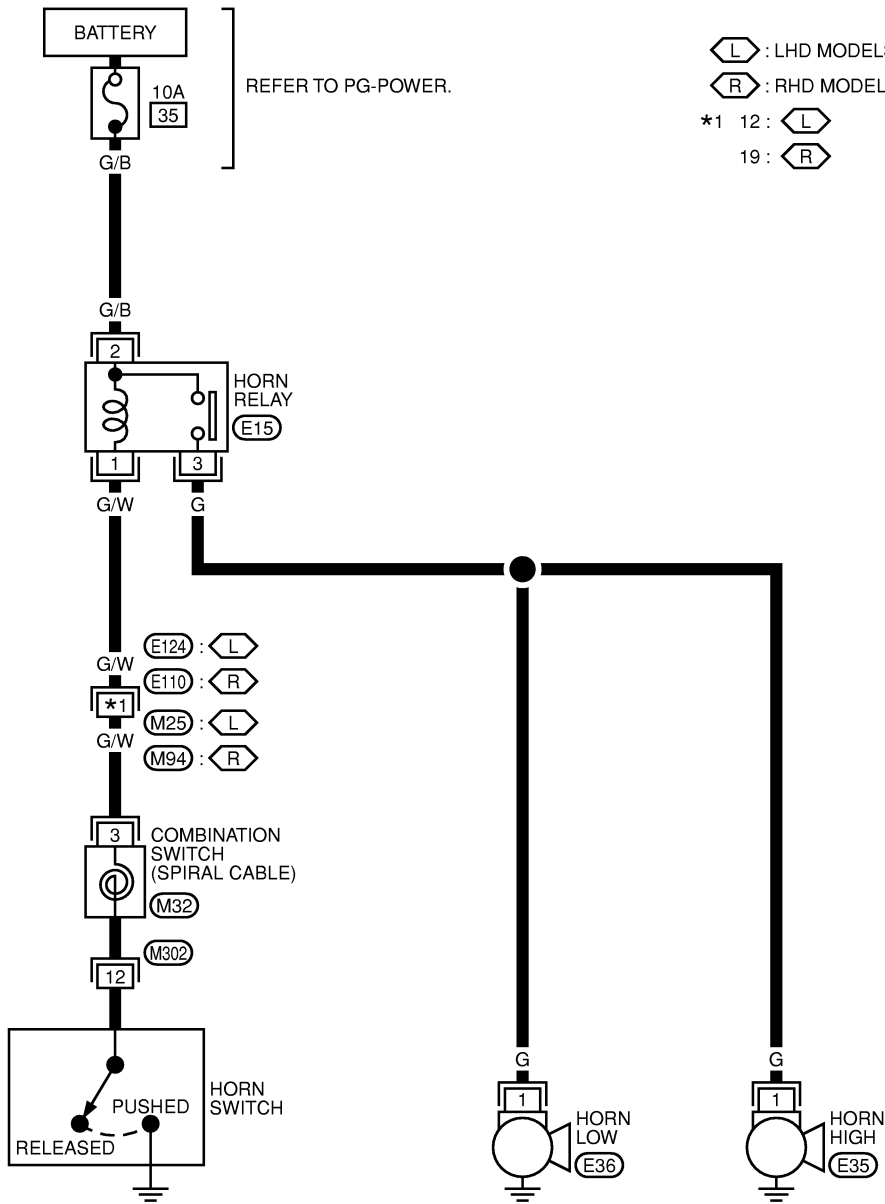 BATTERY
10A
35
REFER TO PG-POWER.
L : LHD MODELS
R : RHD MODEL
*1 12 : L
19 : R
G/B
G/B
2
HORN
RELAY
E15
1
3
G/W
G
G/W
E124 : L
E110 : R
*1
M25 : L
G/W
M94 : R
3
COMBINATION
SWITCH
(SPIRAL CABLE)
M32
M302
12
HORN
SWITCH
PUSHED
RELEASED
G
1
HORN
LOW
E36
G
1
HORN
HIGH
E35